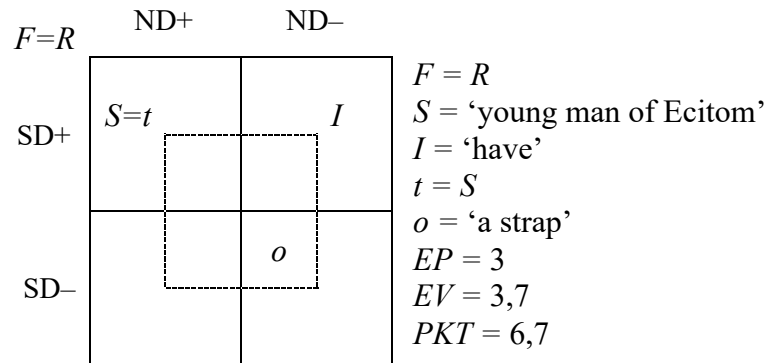 F=R ND+ ND–
SD+ S=t I
SD– o
F = R
S = ‘young man of Ecitom’
I = ‘have’
t = S
o = ‘a strap’
EP = 3
EV = 3,7
PKT = 6,7